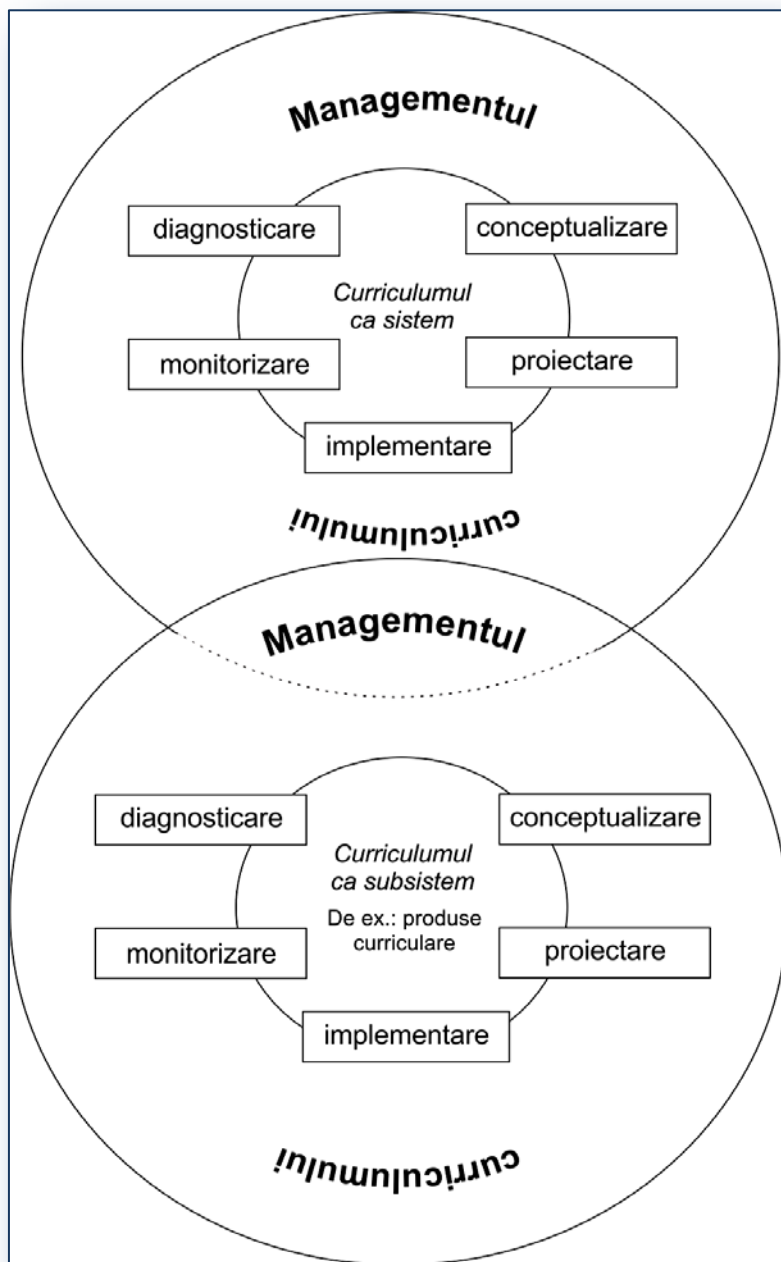 Managementul
diagnosticare
conceptualizare
Curriculumul
ca sistem
monitorizare
proiectare
implementare
curriculumului
Managementul
diagnosticare
conceptualizare
Curriculumul
ca subsistem
De ex.: produse
curriculare
monitorizare
proiectare
implementare
curriculumului